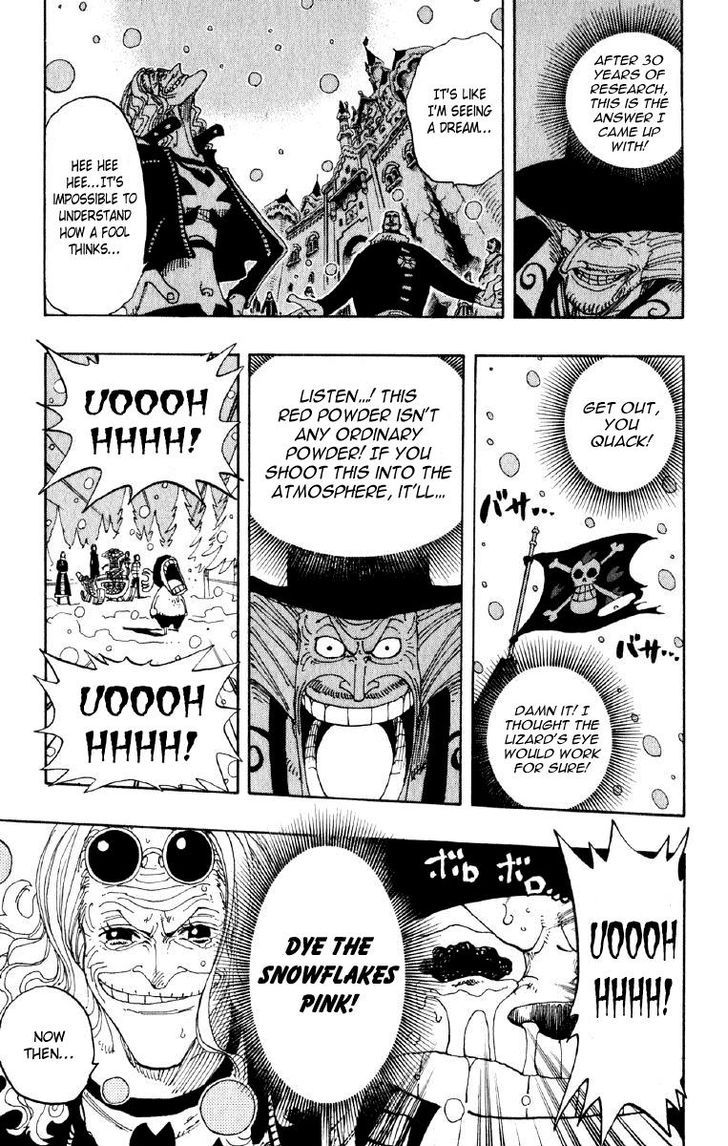 AFTER 30
YEARS OF
RESEARCH,
THIS IS THE
ANSWER I
CAME UP
WITH!
IT'S LIKE
I'M SEEING
A DREAM...
HEE HEE
HEE...IT'S
IMPOSSIBLE TO
UNDERSTAND
HOW A FOOL
THINKS...
GET OUT,
YOU
QUACK!
バサ...
バサ...
DAMN IT! I
THOUGHT THE
LIZARD'S EYE
WOULD WORK
FOR SURE!
LISTEN...! THIS
RED POWDER ISN'T
ANY ORDINARY
POWDER! IF YOU
SHOOT THIS INTO THE
ATMOSPHERE, IT'LL...
UOOOH
HHHH!
UOOOH
HHHH!
UOOOH
HHHH!
ボロ
ボロ
DYE THE
SNOWFLAKES
PINK!
NOW
THEN...